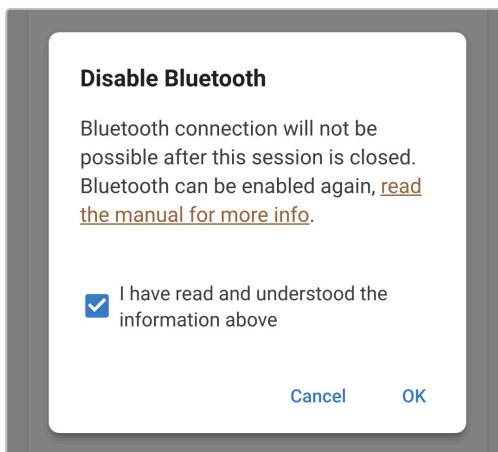 Disable Bluetooth
Bluetooth connection will not be
possible after this session is closed.
Bluetooth can be enabled again, read
the manual for more info.
I have read and understood the
information above
Cancel OK